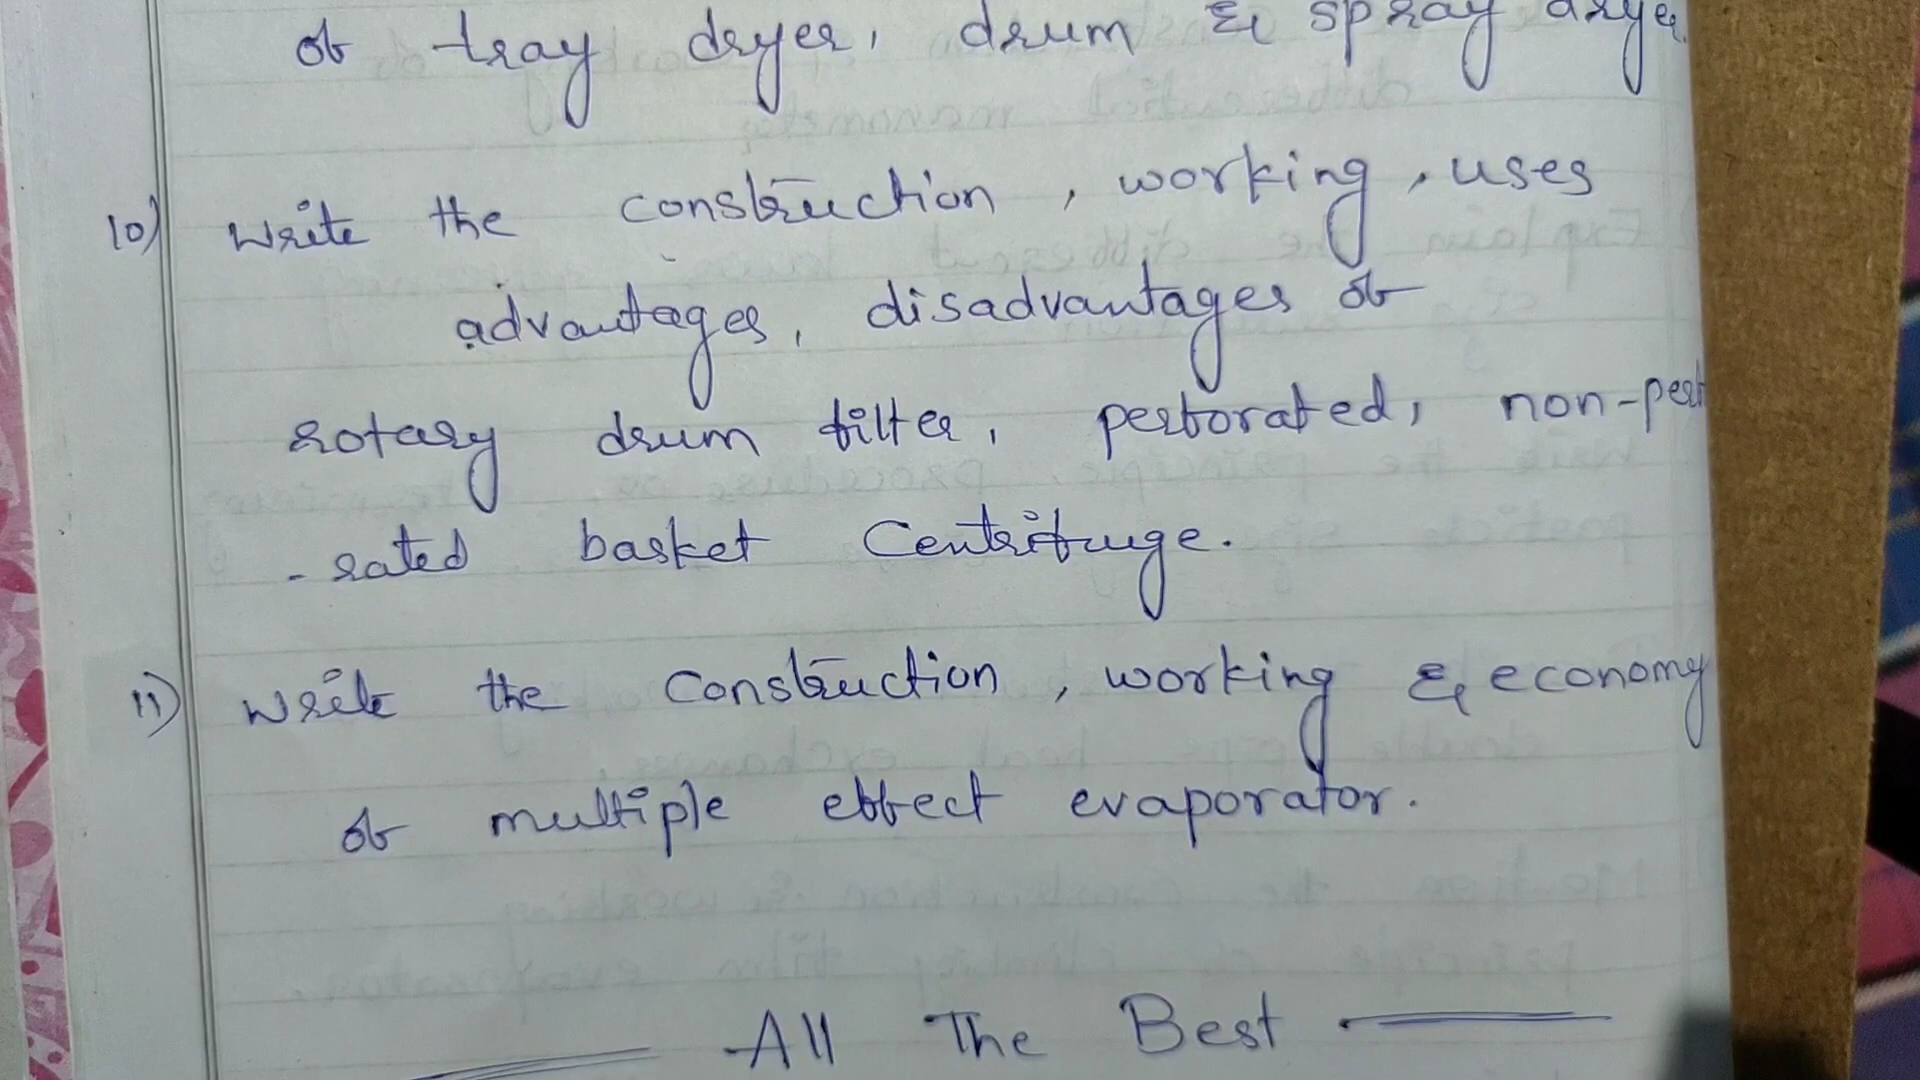 of tray dryer, drum & spray dryer
10) Write the construction, working, uses
advantages, disadvantages of
rotary drum filter, perforated, non-perf
-rated basket Centrifuge.
11) Write the Construction, working & economy
of multiple effect evaporator.
All The Best